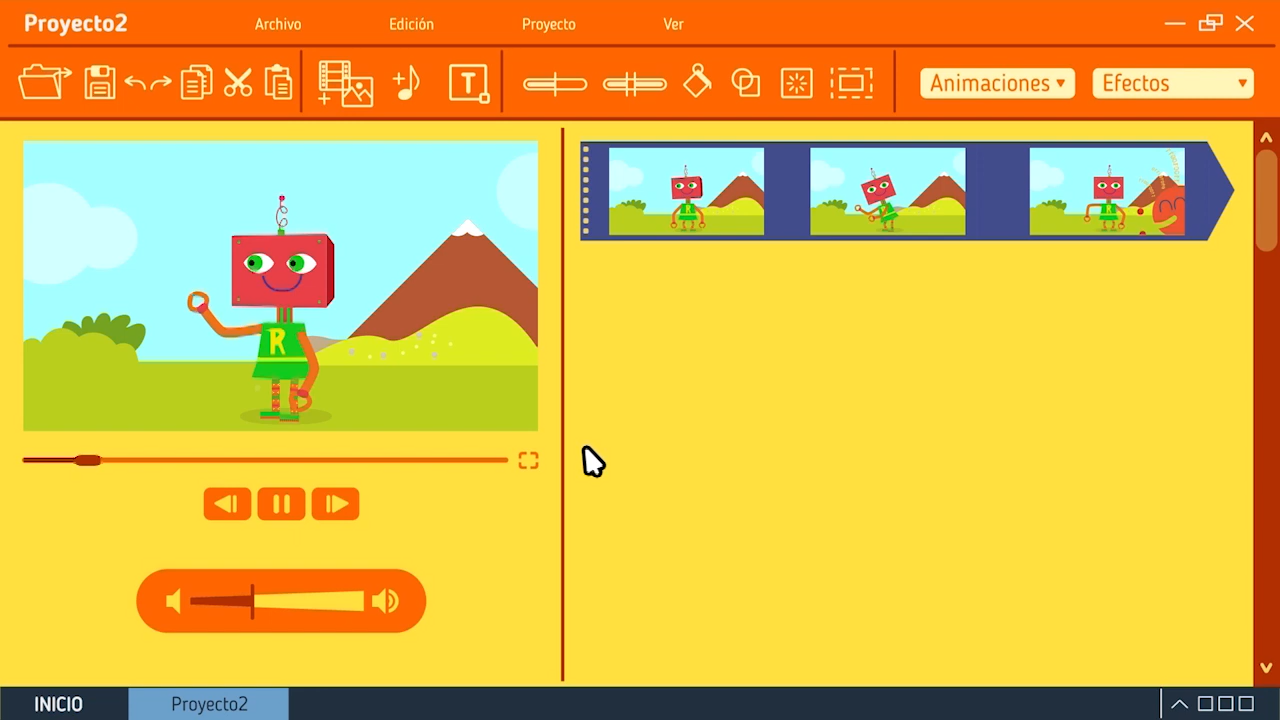 Proyecto2
Archivo Edición Proyecto Ver
T
Animaciones
Efectos
R
INICIO
Proyecto2